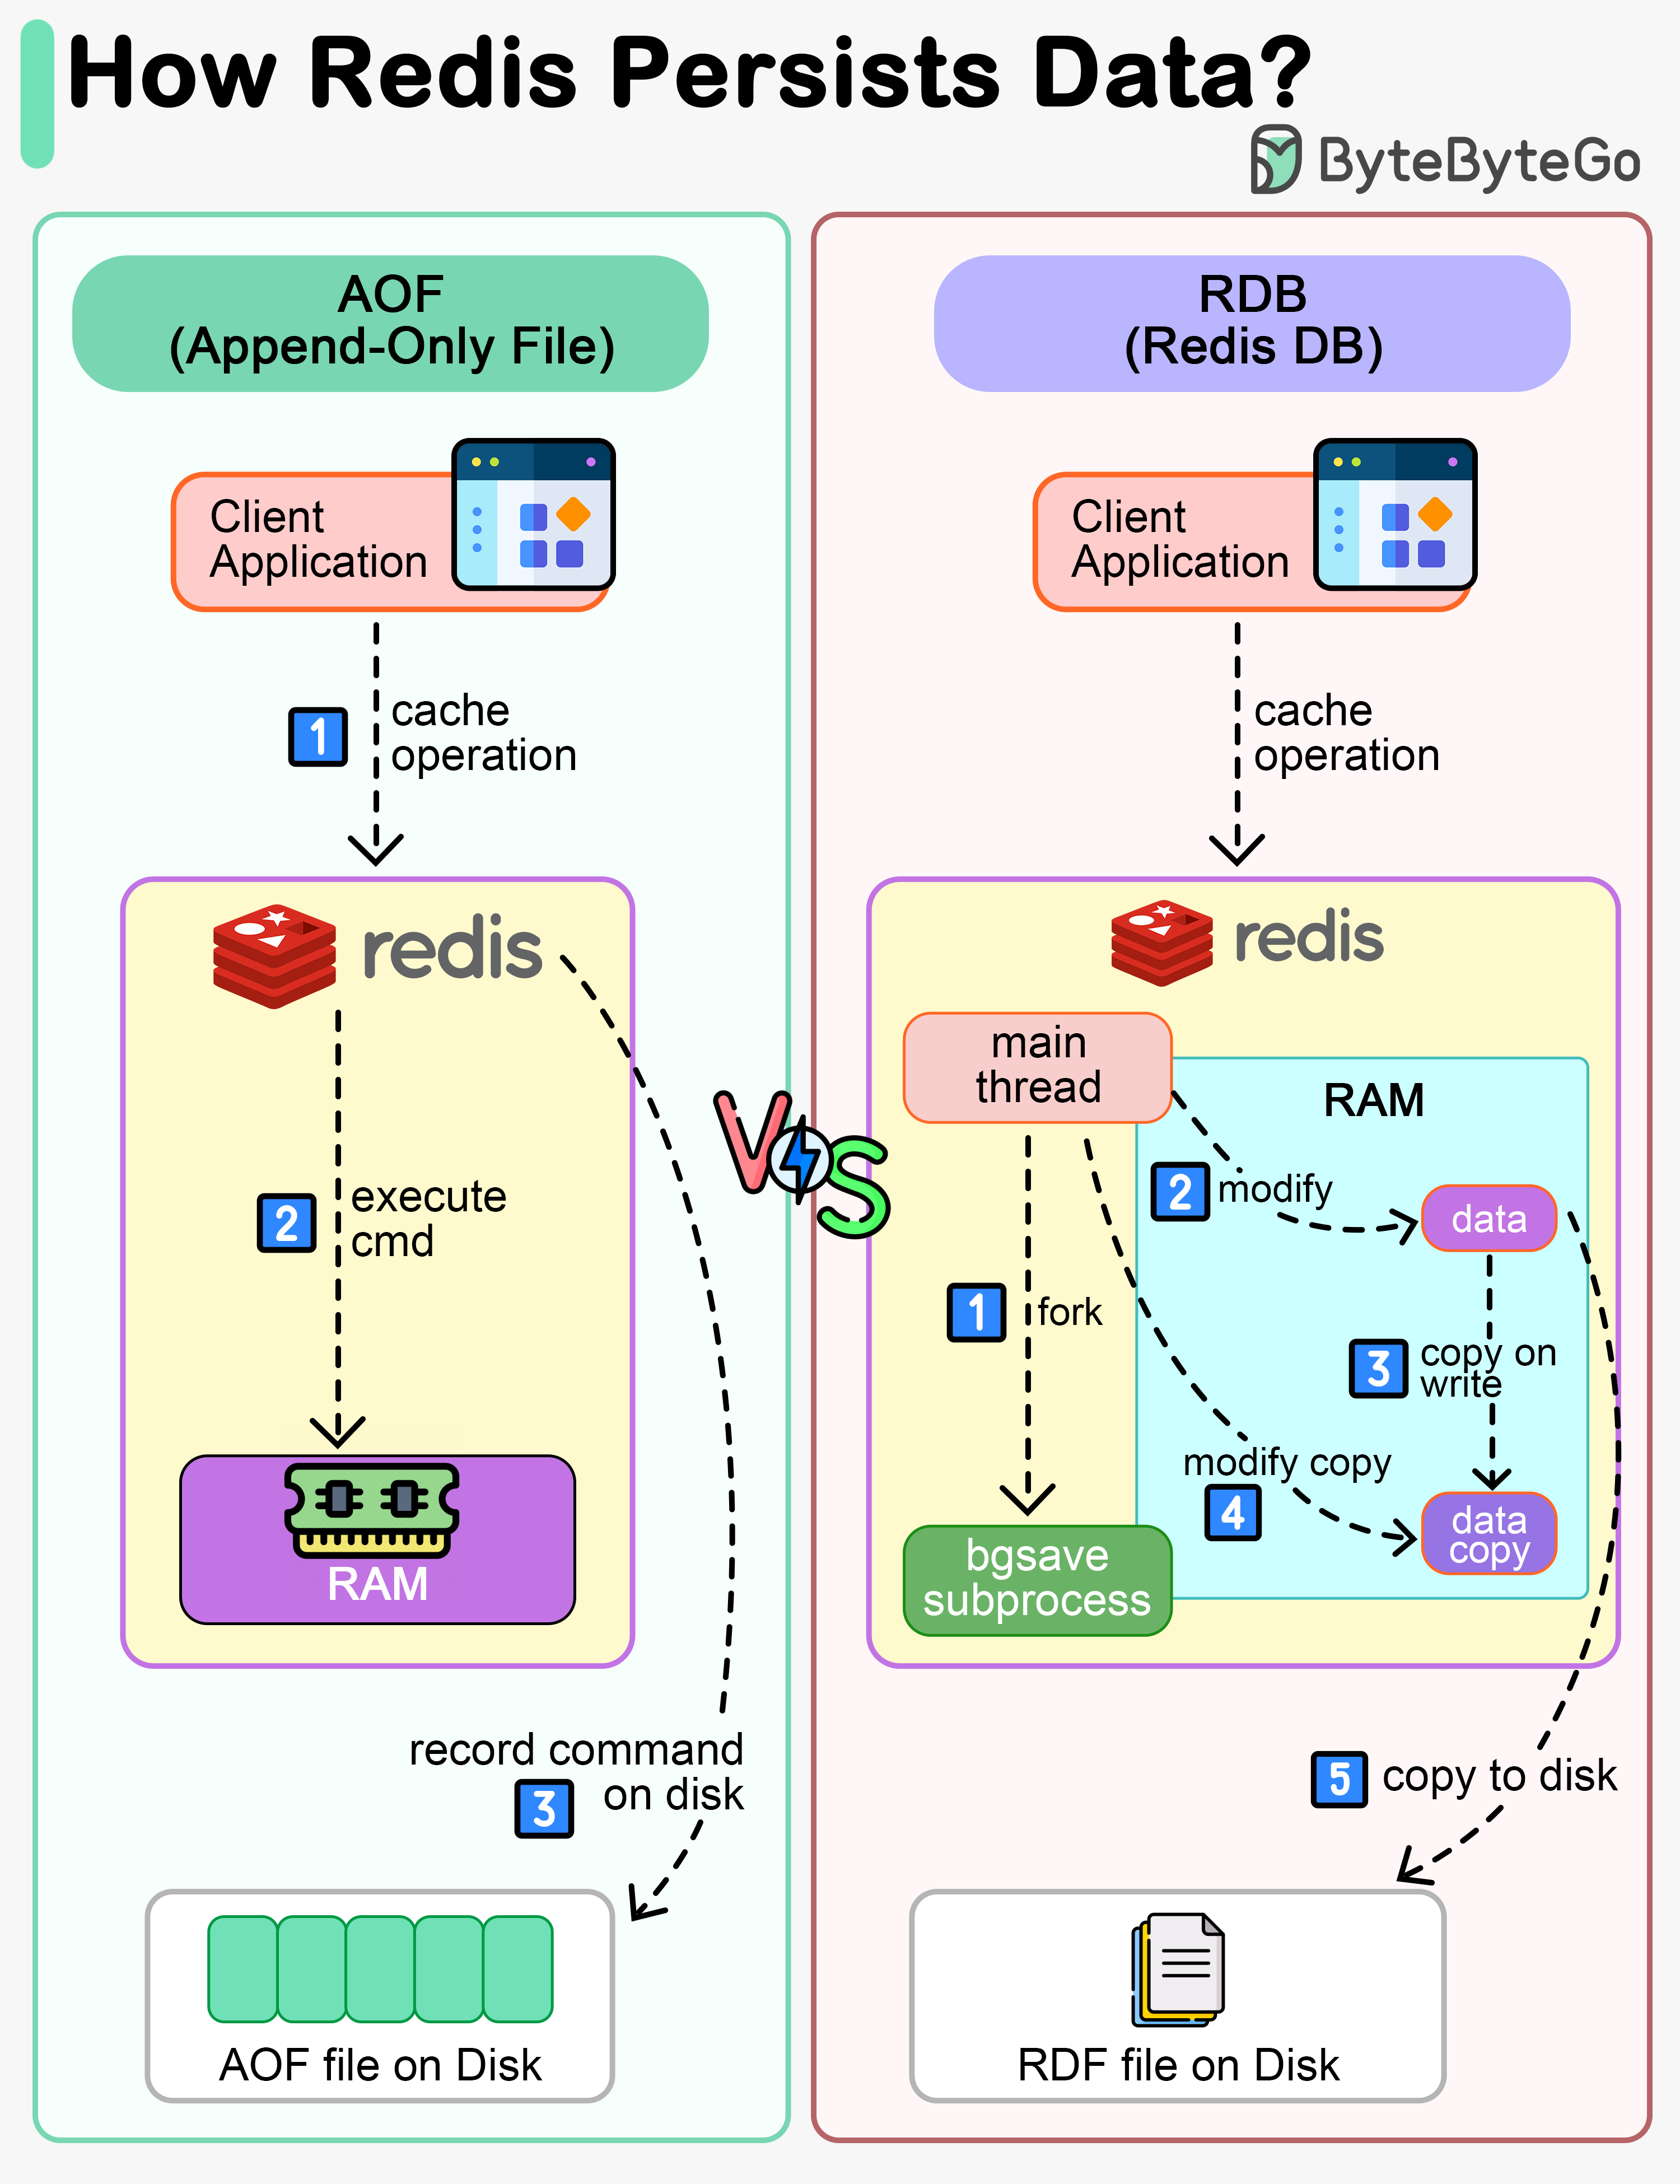 How Redis Persists Data?
ByteByteGo
AOF
(Append-Only File)
Client
Application
1
cache
operation
redis
2
execute
cmd
RAM
record command
3
on disk
AOF file on Disk
VS
RDB
(Redis DB)
Client
Application
cache
operation
redis
main
thread
RAM
2
modify
data
1
fork
3
copy on
write
modify copy
4
data
copy
bgsave
subprocess
5
copy to disk
RDF file on Disk